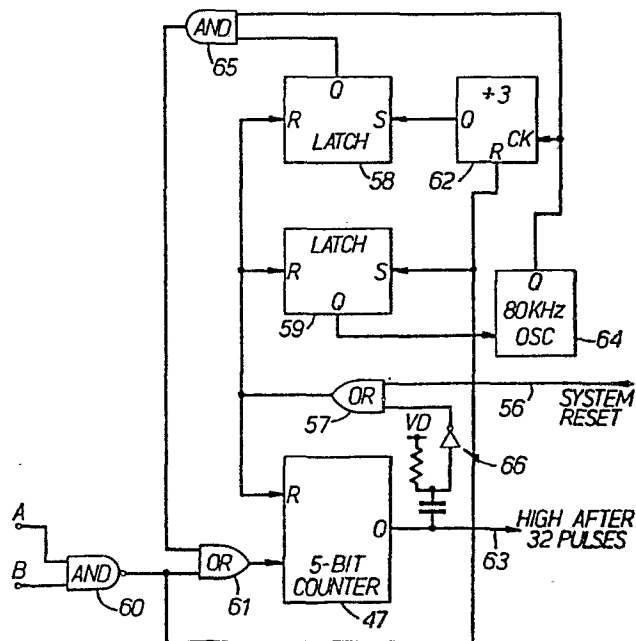 AND
65
Q
R
S
LATCH
58
+3
Q
CK
R
62
LATCH
R
S
Q
59
Q
80KHz
OSC
64
OR
57
56
SYSTEM
RESET
VD
66
R
Q
5-BIT
COUNTER
47
HIGH AFTER
32 PULSES
63
A
B
AND
60
OR
61